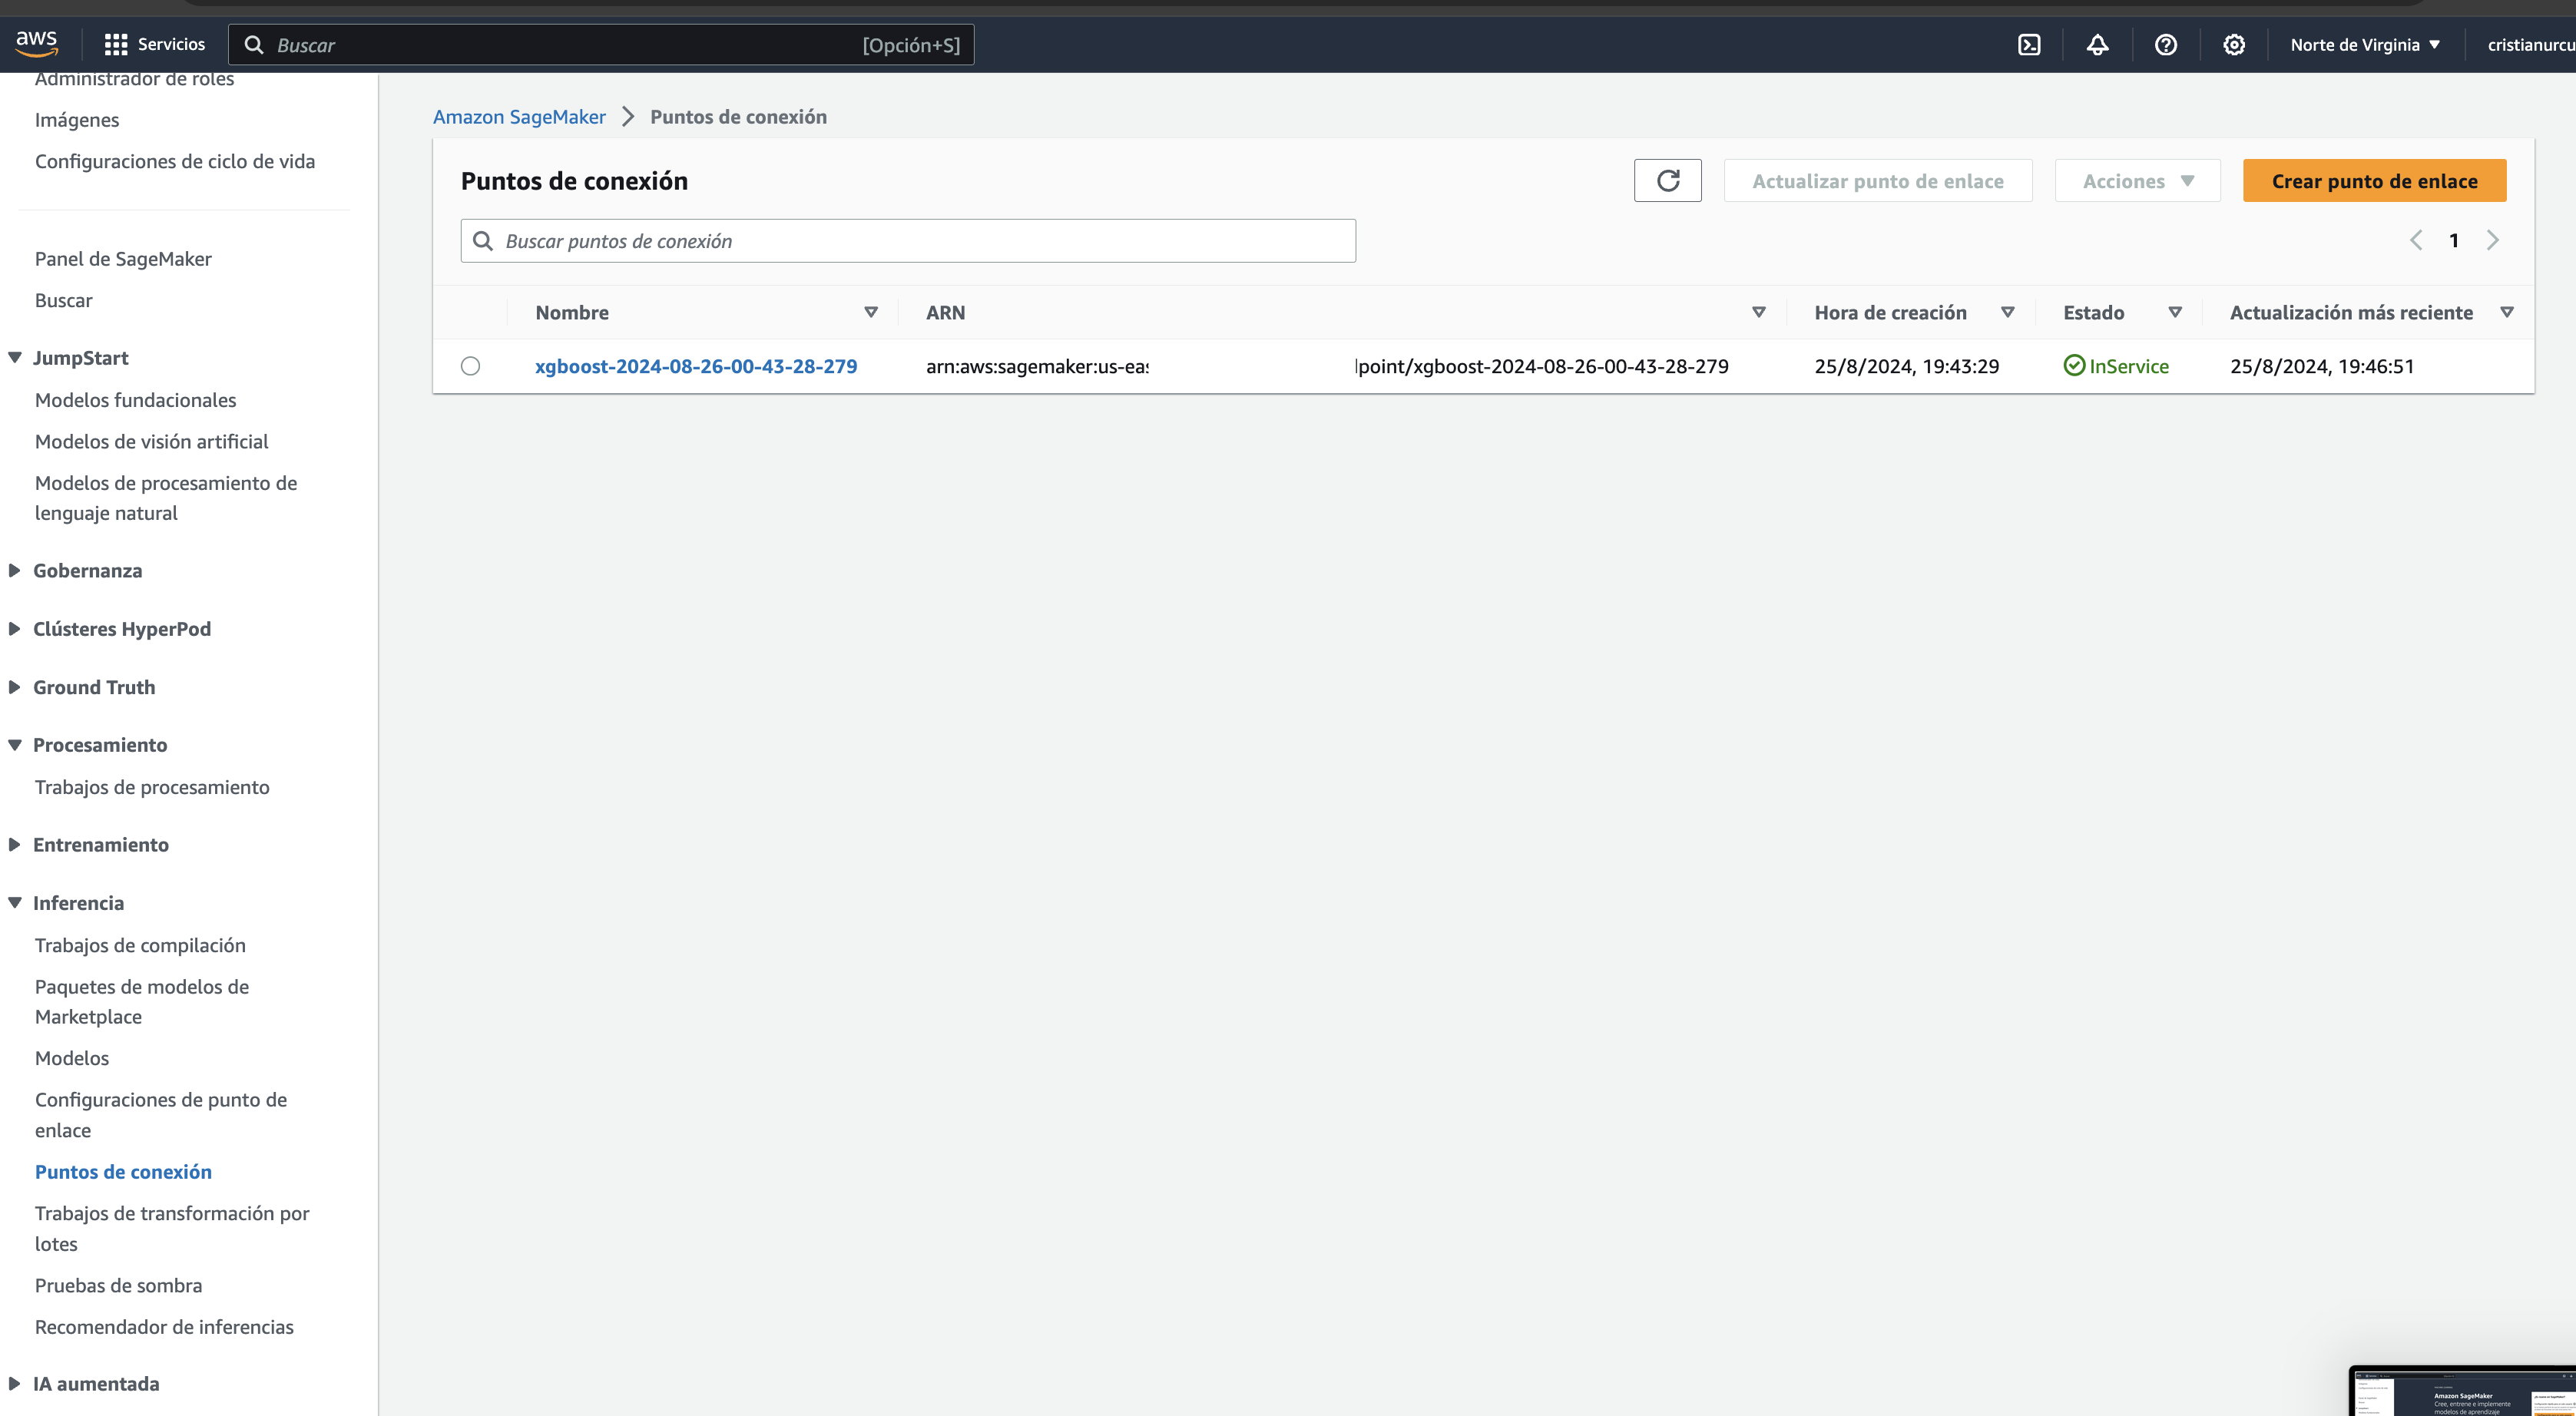 aws
Servicios
Buscar
[Opción+S]
Norte de Virginia
cristianurcu
Administrador de roles
Imágenes
Configuraciones de ciclo de vida
Panel de SageMaker
Buscar
JumpStart
Modelos fundacionales
Modelos de visión artificial
Modelos de procesamiento de
lenguaje natural
Gobernanza
Clústeres HyperPod
Ground Truth
Procesamiento
Trabajos de procesamiento
Entrenamiento
Inferencia
Trabajos de compilación
Paquetes de modelos de
Marketplace
Modelos
Configuraciones de punto de
enlace
Puntos de conexión
Trabajos de transformación por
lotes
Pruebas de sombra
Recomendador de inferencias
IA aumentada
Amazon SageMaker > Puntos de conexión
Puntos de conexión
Actualizar punto de enlace
Acciones
Crear punto de enlace
Buscar puntos de conexión
1
Nombre ARN Hora de creación Estado Actualización más reciente
xgboost-2024-08-26-00-43-28-279 arn:aws:sagemaker:us-eas point/xgboost-2024-08-26-00-43-28-279 25/8/2024, 19:43:29 InService 25/8/2024, 19:46:51
Amazon SageMaker
Cree, entrene e implemente
modelos de aprendizaje